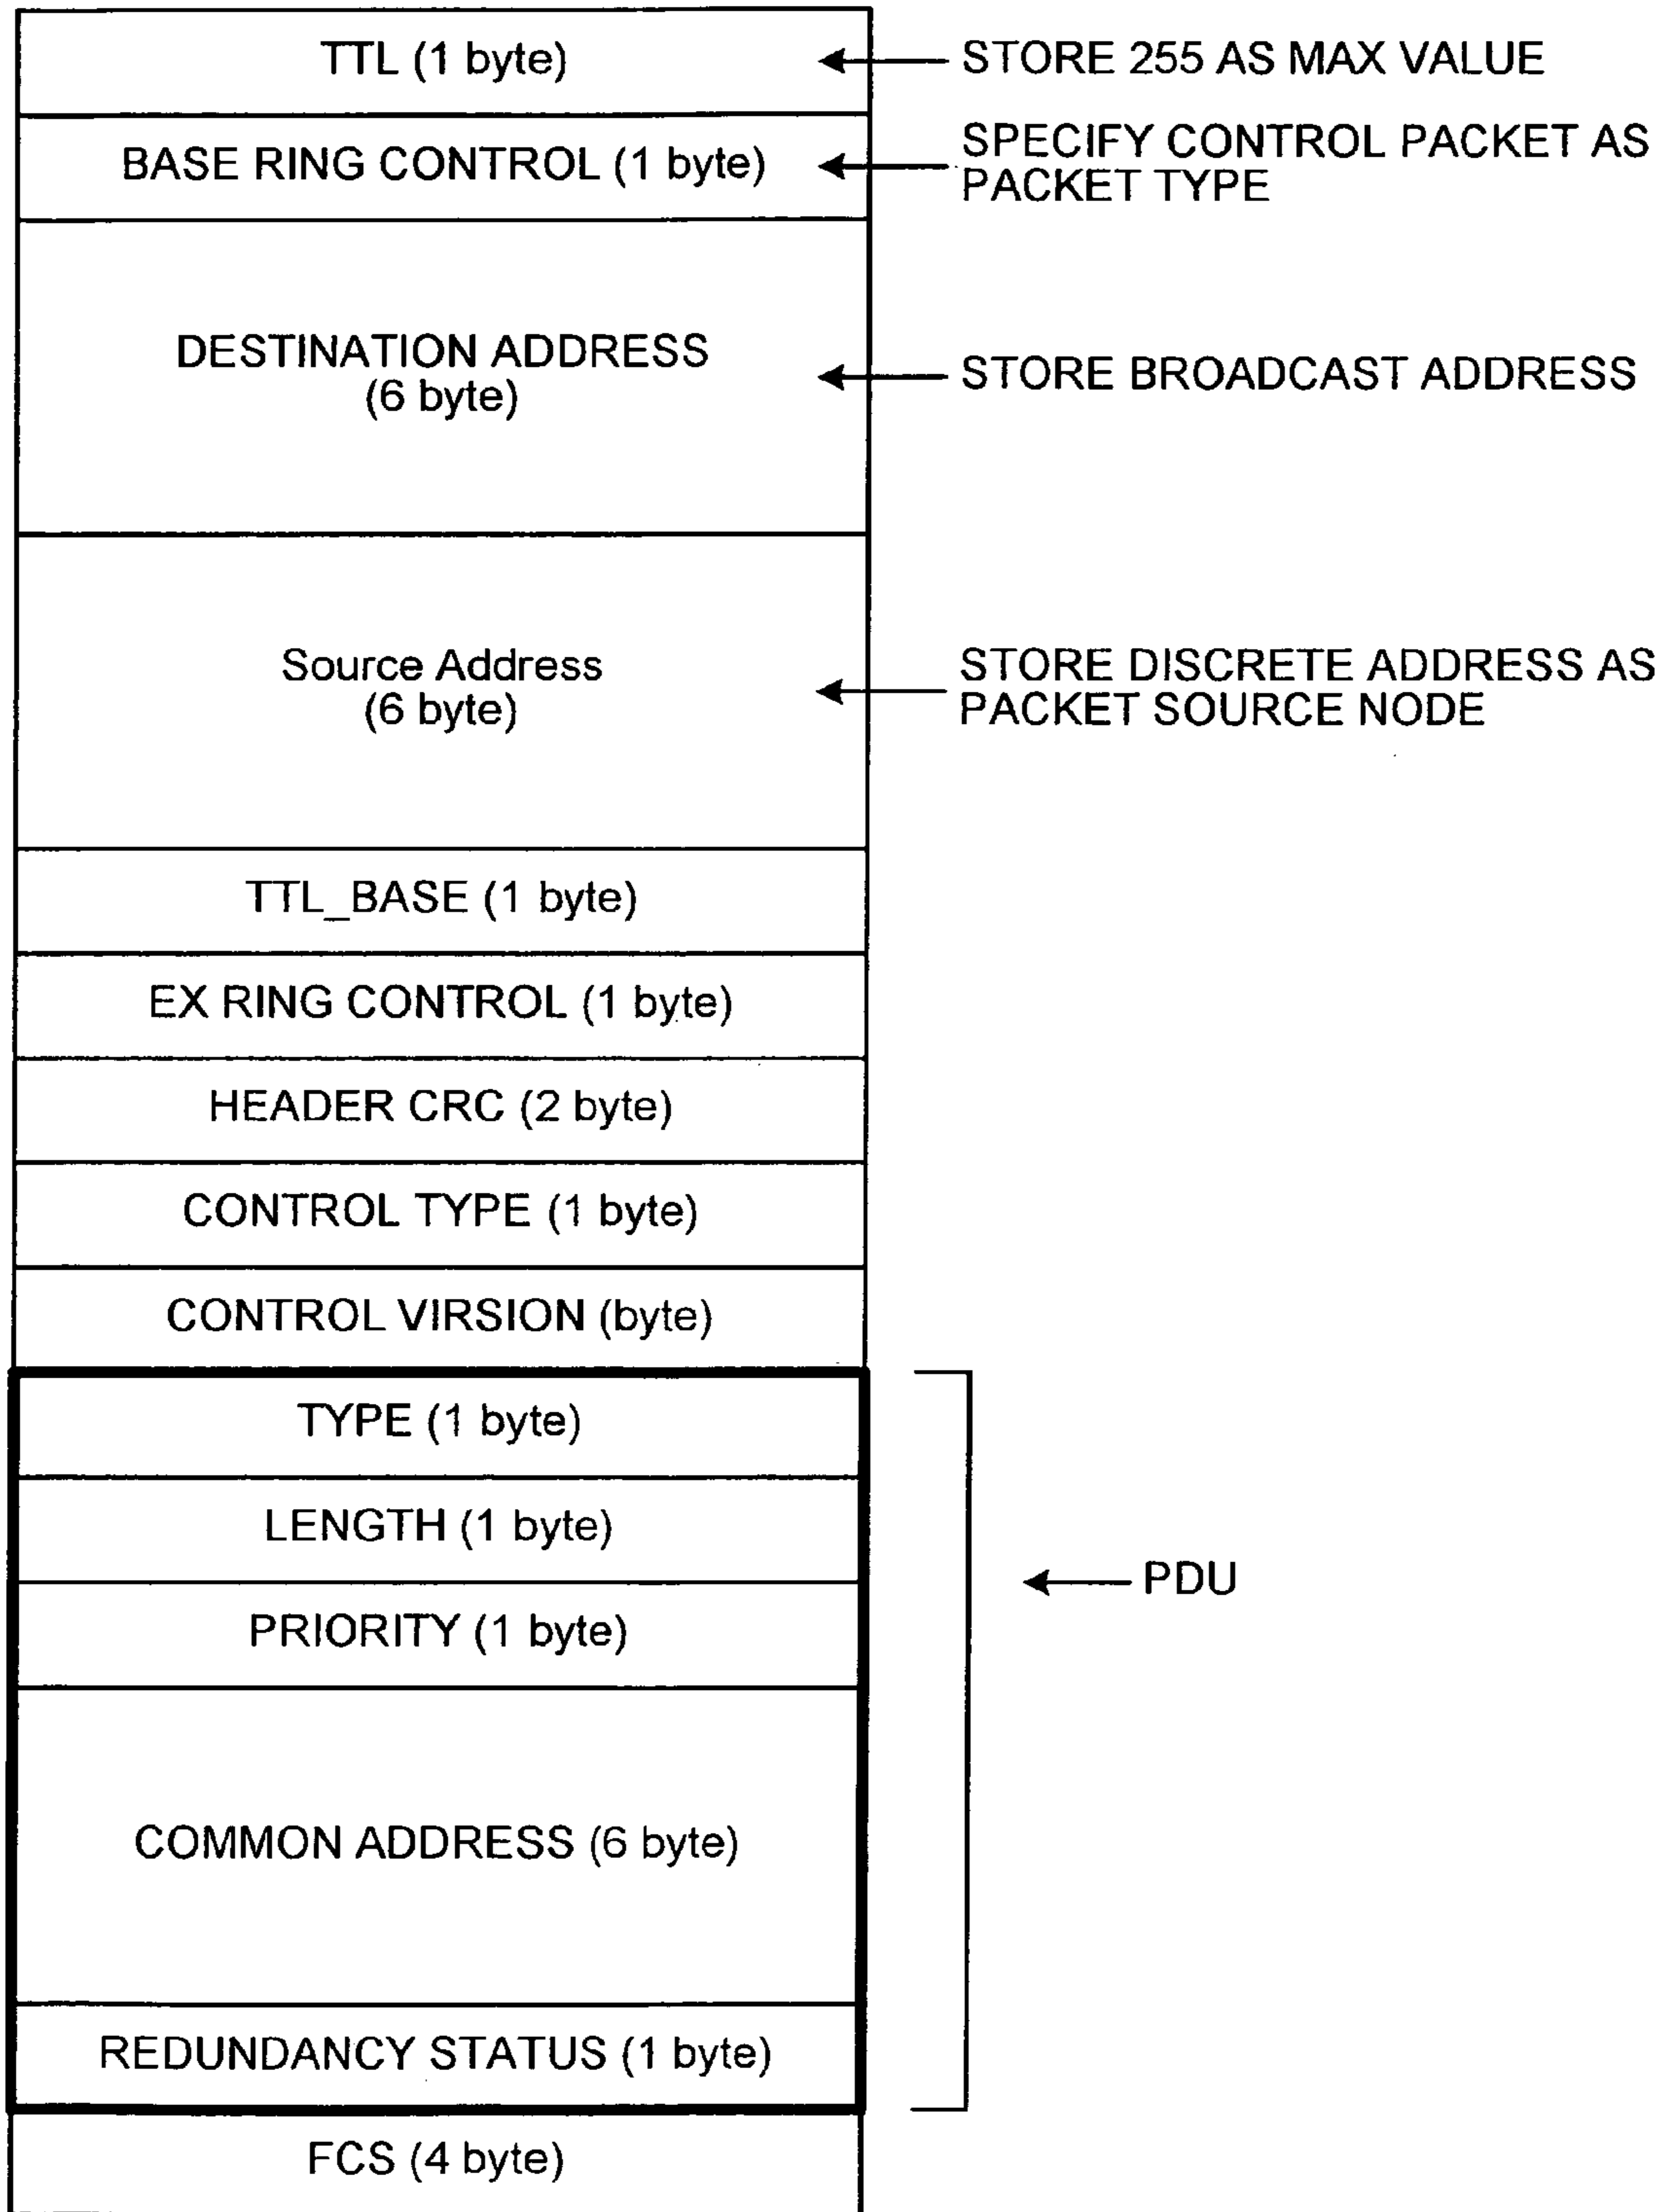 TTL (1 byte)
STORE 255 AS MAX VALUE
BASE RING CONTROL (1 byte)
SPECIFY CONTROL PACKET AS
PACKET TYPE
DESTINATION ADDRESS
(6 byte)
STORE BROADCAST ADDRESS
Source Address
(6 byte)
STORE DISCRETE ADDRESS AS
PACKET SOURCE NODE
TTL_BASE (1 byte)
EX RING CONTROL (1 byte)
HEADER CRC (2 byte)
CONTROL TYPE (1 byte)
CONTROL VIRSION (byte)
TYPE (1 byte)
LENGTH (1 byte)
PDU
PRIORITY (1 byte)
COMMON ADDRESS (6 byte)
REDUNDANCY STATUS (1 byte)
FCS (4 byte)